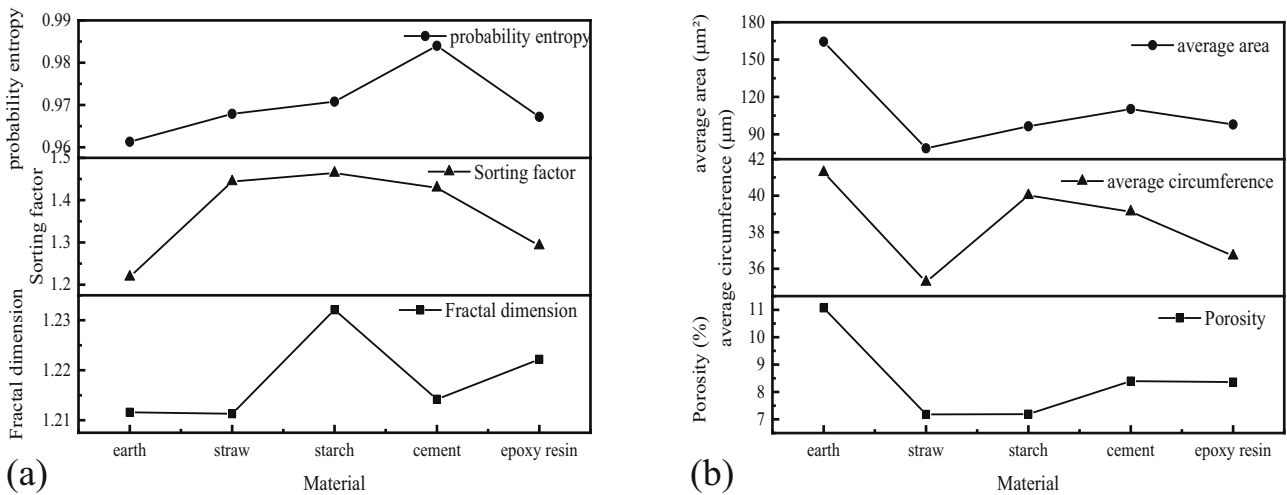 probability entropy
0.99
0.98
0.97
0.96
probability entropy
Sorting factor
1.5
1.4
1.3
1.2
Sorting factor
Fractal dimension
1.23
1.22
1.21
Fractal dimension
earth straw starch cement epoxy resin
Material
(a)
average area (μm²)
180
150
120
90
average area
average circumference (μm)
42
40
38
36
average circumference
Porosity (%)
11
10
9
8
7
Porosity
earth straw starch cement epoxy resin
Material
(b)